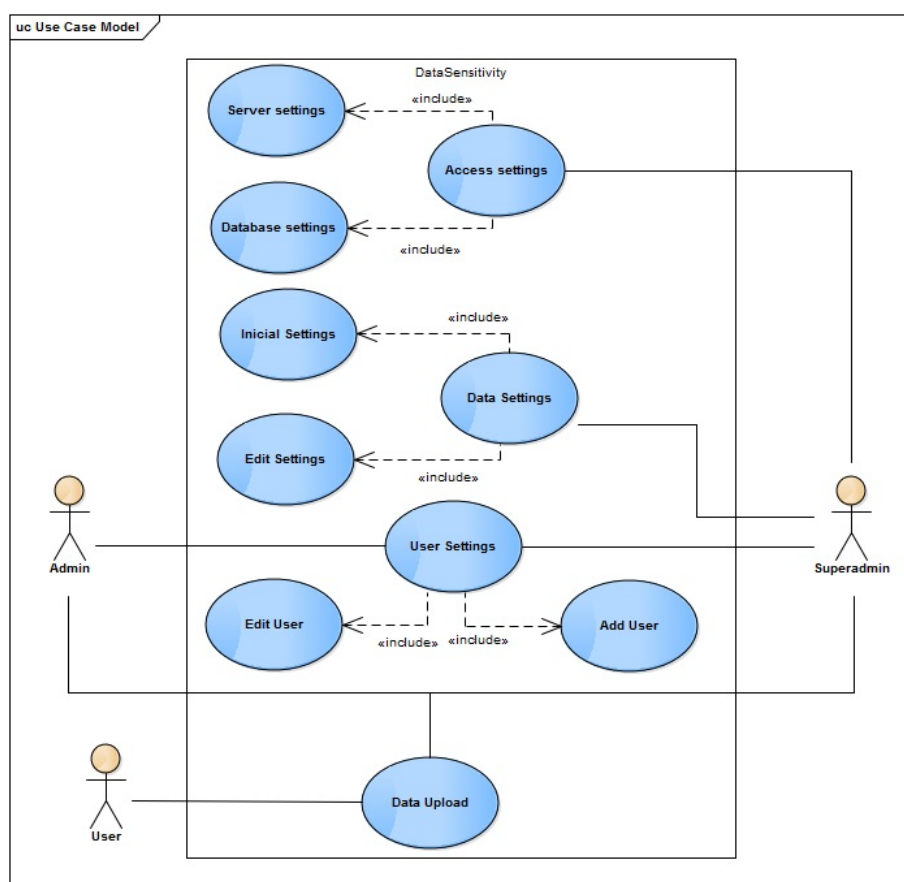 uc Use Case Model
DataSensitivity
Server settings
«include»
Access settings
Database settings
«include»
Inicial Settings
«include»
Data Settings
Edit Settings
«include»
Admin
User Settings
Superadmin
Edit User
«include»
«include»
Add User
Data Upload
User